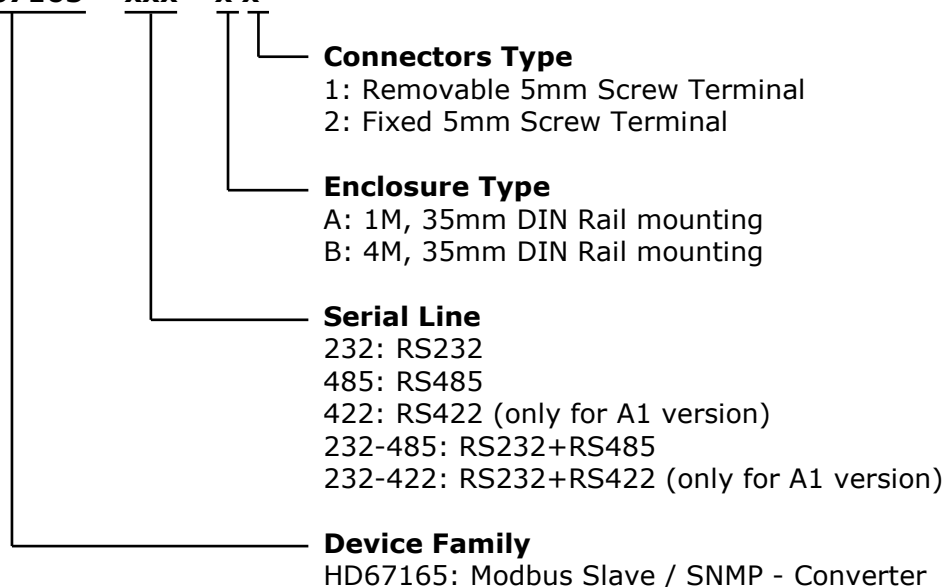 Connectors Type
1: Removable 5mm Screw Terminal
2: Fixed 5mm Screw Terminal
Enclosure Type
A: 1M, 35mm DIN Rail mounting
B: 4M, 35mm DIN Rail mounting
Serial Line
232: RS232
485: RS485
422: RS422 (only for A1 version)
232-485: RS232+RS485
232-422: RS232+RS422 (only for A1 version)
Device Family
HD67165: Modbus Slave / SNMP - Converter